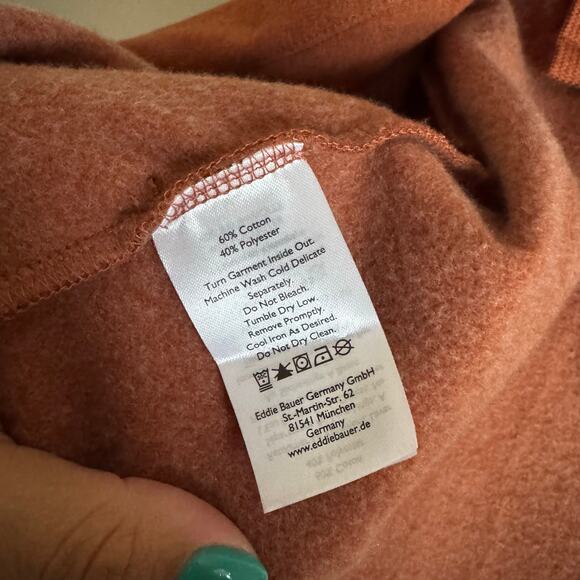 60% Cotton
40% Polyester
Turn Garment Inside Out.
Machine Wash Cold Delicate
Separately.
Do Not Bleach.
Tumble Dry Low.
Remove Promptly.
Cool Iron As Desired.
Do Not Dry Clean.
Eddie Bauer Germany GmbH
St.-Martin-Str. 62
81541 München
Germany
www.eddiebauer.de